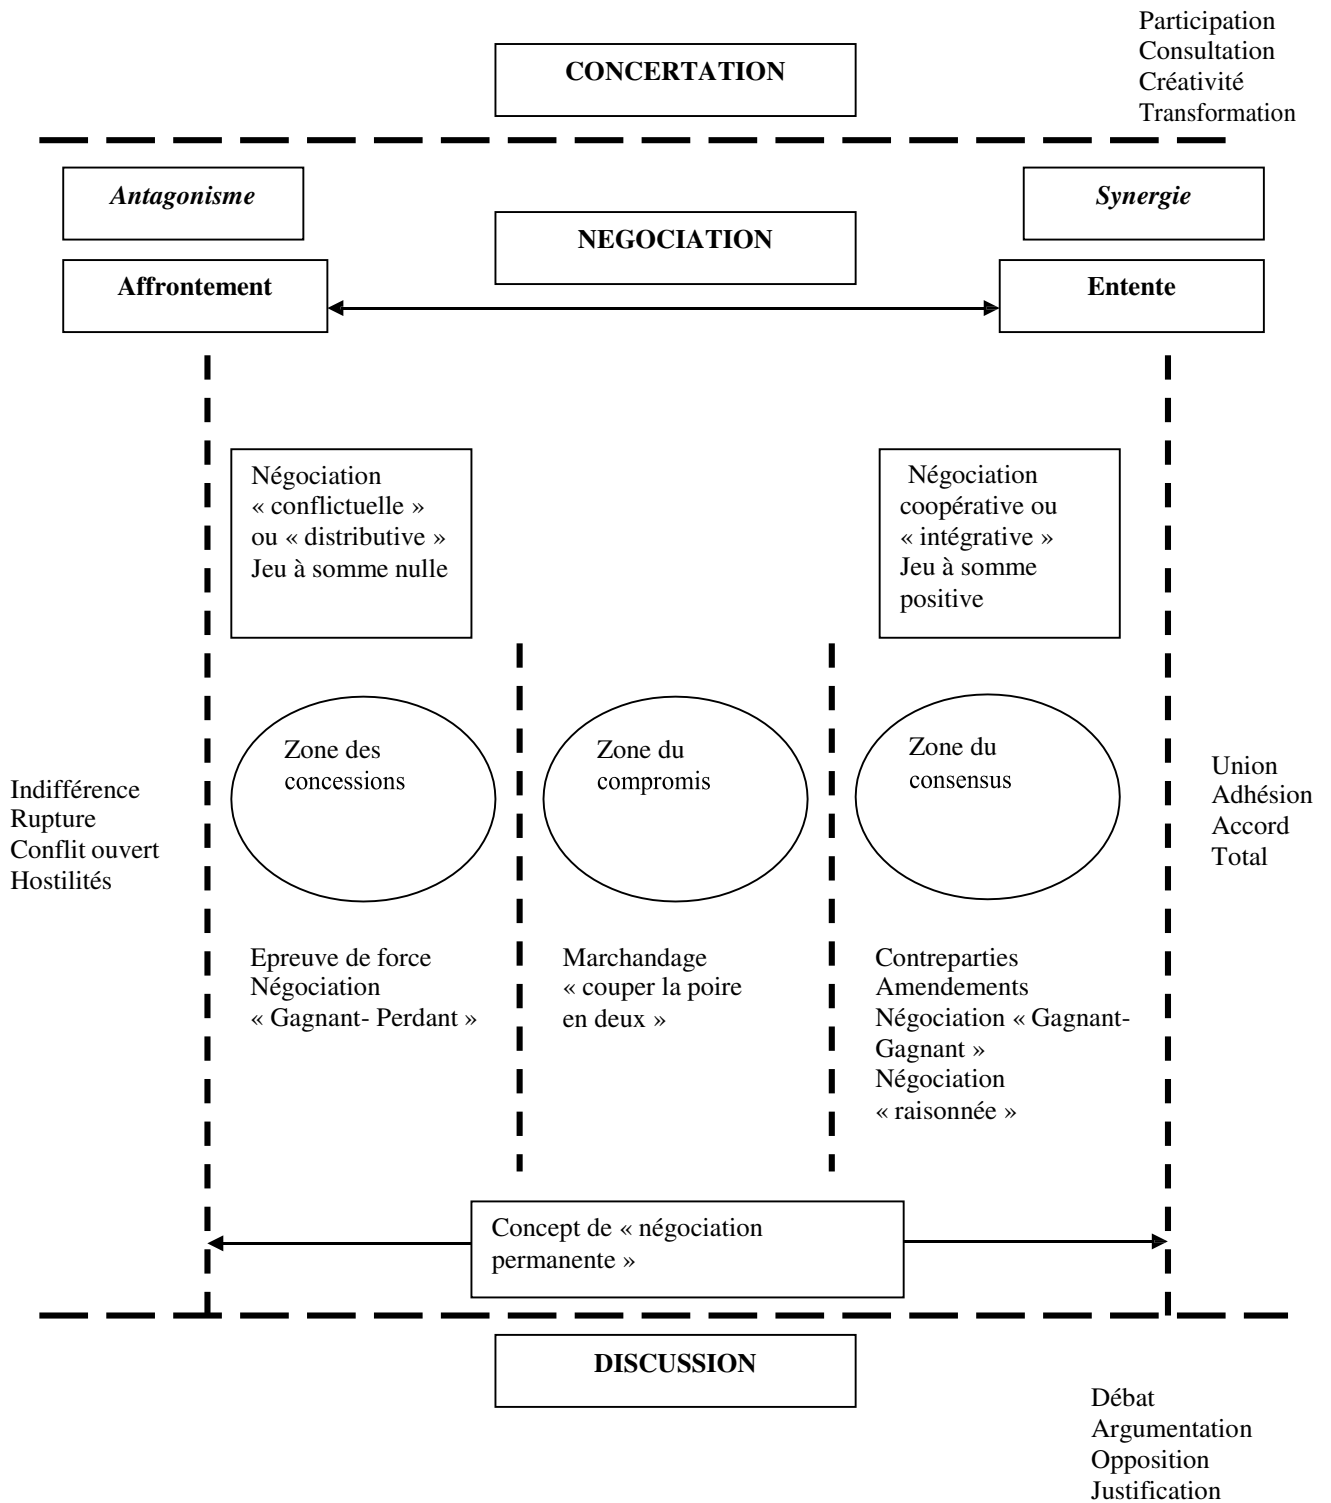 Participation
Consultation
Créativité
Transformation
CONCERTATION
Antagonisme
Synergie
NEGOCIATION
Affrontement
Entente
Négociation
« conflictuelle »
ou « distributive »
Jeu à somme nulle
Négociation
coopérative ou
« intégrative »
Jeu à somme
positive
Indifférence
Rupture
Conflit ouvert
Hostilités
Zone des
concessions
Zone du
compromis
Zone du
consensus
Union
Adhésion
Accord
Total
Epreuve de force
Négociation
« Gagnant- Perdant »
Marchandage
« couper la poire
en deux »
Contreparties
Amendements
Négociation « Gagnant-
Gagnant »
Négociation
« raisonnée »
Concept de « négociation
permanente »
DISCUSSION
Débat
Argumentation
Opposition
Justification